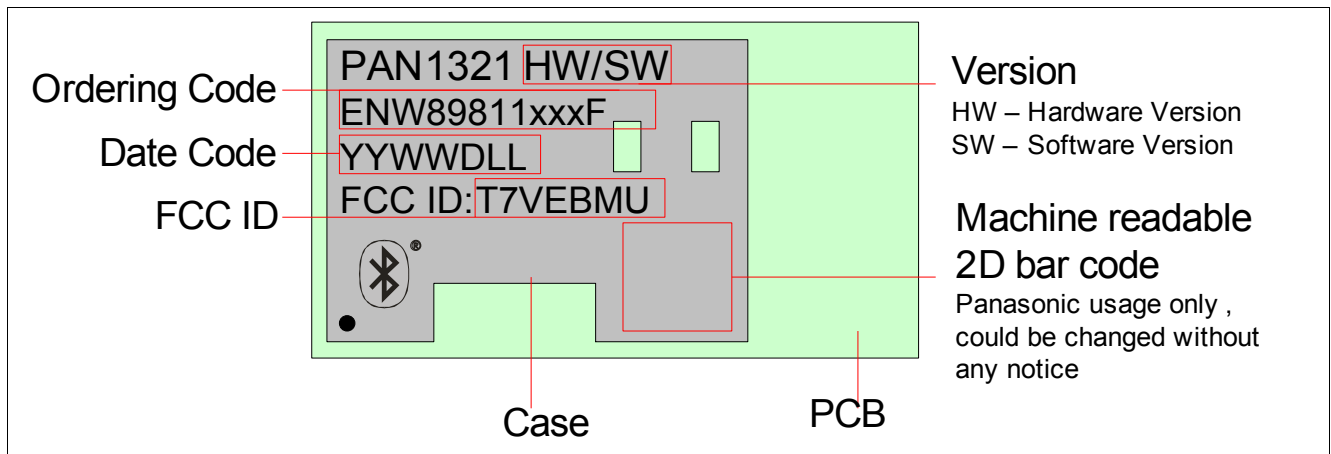 Ordering Code
Date Code
FCC ID
PAN1321 HW/SW
ENW89811xxxF
YYWWDLL
FCC ID:T7VEBMU
®
Version
HW – Hardware Version
SW – Software Version
Machine readable
2D bar code
Panasonic usage only ,
could be changed without
any notice
Case
PCB